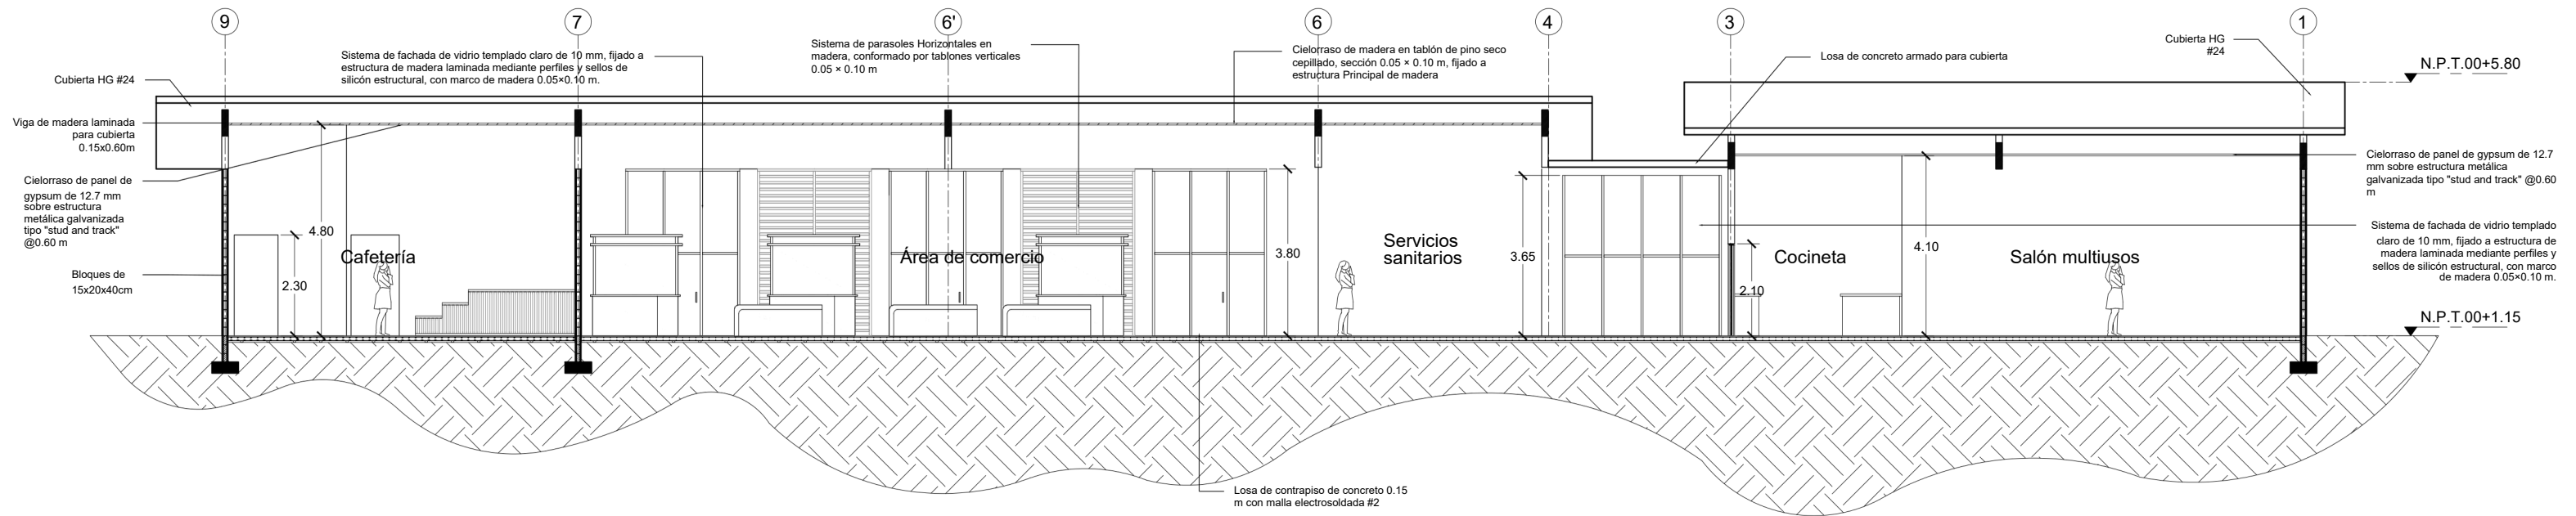 9
7
6'
6
4
3
1
Cubierta HG #24
Sistema de fachada de vidrio templado claro de 10 mm, fijado a
estructura de madera laminada mediante perfiles y sellos de
silicón estructural, con marco de madera 0.05×0.10 m.
Sistema de parasoles Horizontales en
madera, conformado por tablones verticales
0.05 × 0.10 m
Cielorraso de madera en tablón de pino seco
cepillado, sección 0.05 × 0.10 m, fijado a
estructura Principal de madera
Losa de concreto armado para cubierta
Cubierta HG
#24
N.P.T.00+5.80
Viga de madera laminada
para cubierta
0.15x0.60m
Cielorraso de panel de
gypsum de 12.7 mm
sobre estructura
metálica galvanizada
tipo "stud and track"
@0.60 m
Bloques de
15x20x40cm
4.80
2.30
Cafetería
Área de comercio
3.80
Servicios
sanitarios
3.65
2.10
Cocineta
4.10
Salón multiusos
Cielorraso de panel de gypsum de 12.7
mm sobre estructura metálica
galvanizada tipo "stud and track" @0.60
m
Sistema de fachada de vidrio templado
claro de 10 mm, fijado a estructura de
madera laminada mediante perfiles y
sellos de silicón estructural, con marco
de madera 0.05×0.10 m.
N.P.T.00+1.15
Losa de contrapiso de concreto 0.15
m con malla electrosoldada #2